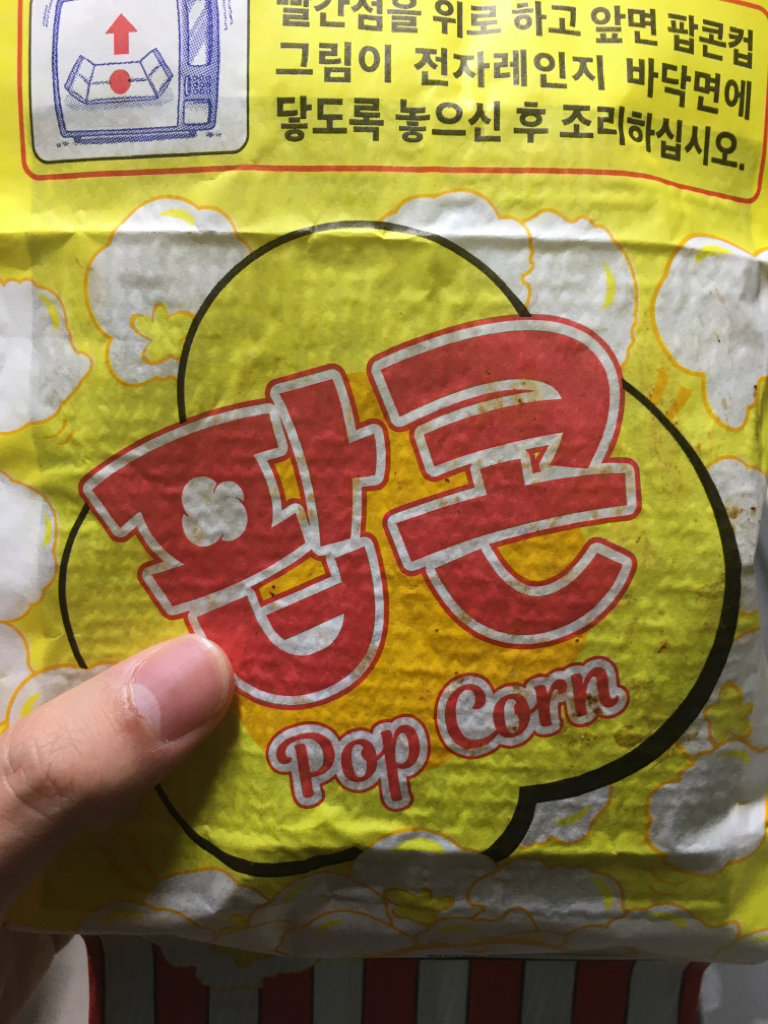 빨간점을 위로 하고 앞면 팝콘컵
그림이 전자레인지 바닥면에
닿도록 놓으신 후 조리하십시오.
팝콘
Pop Corn